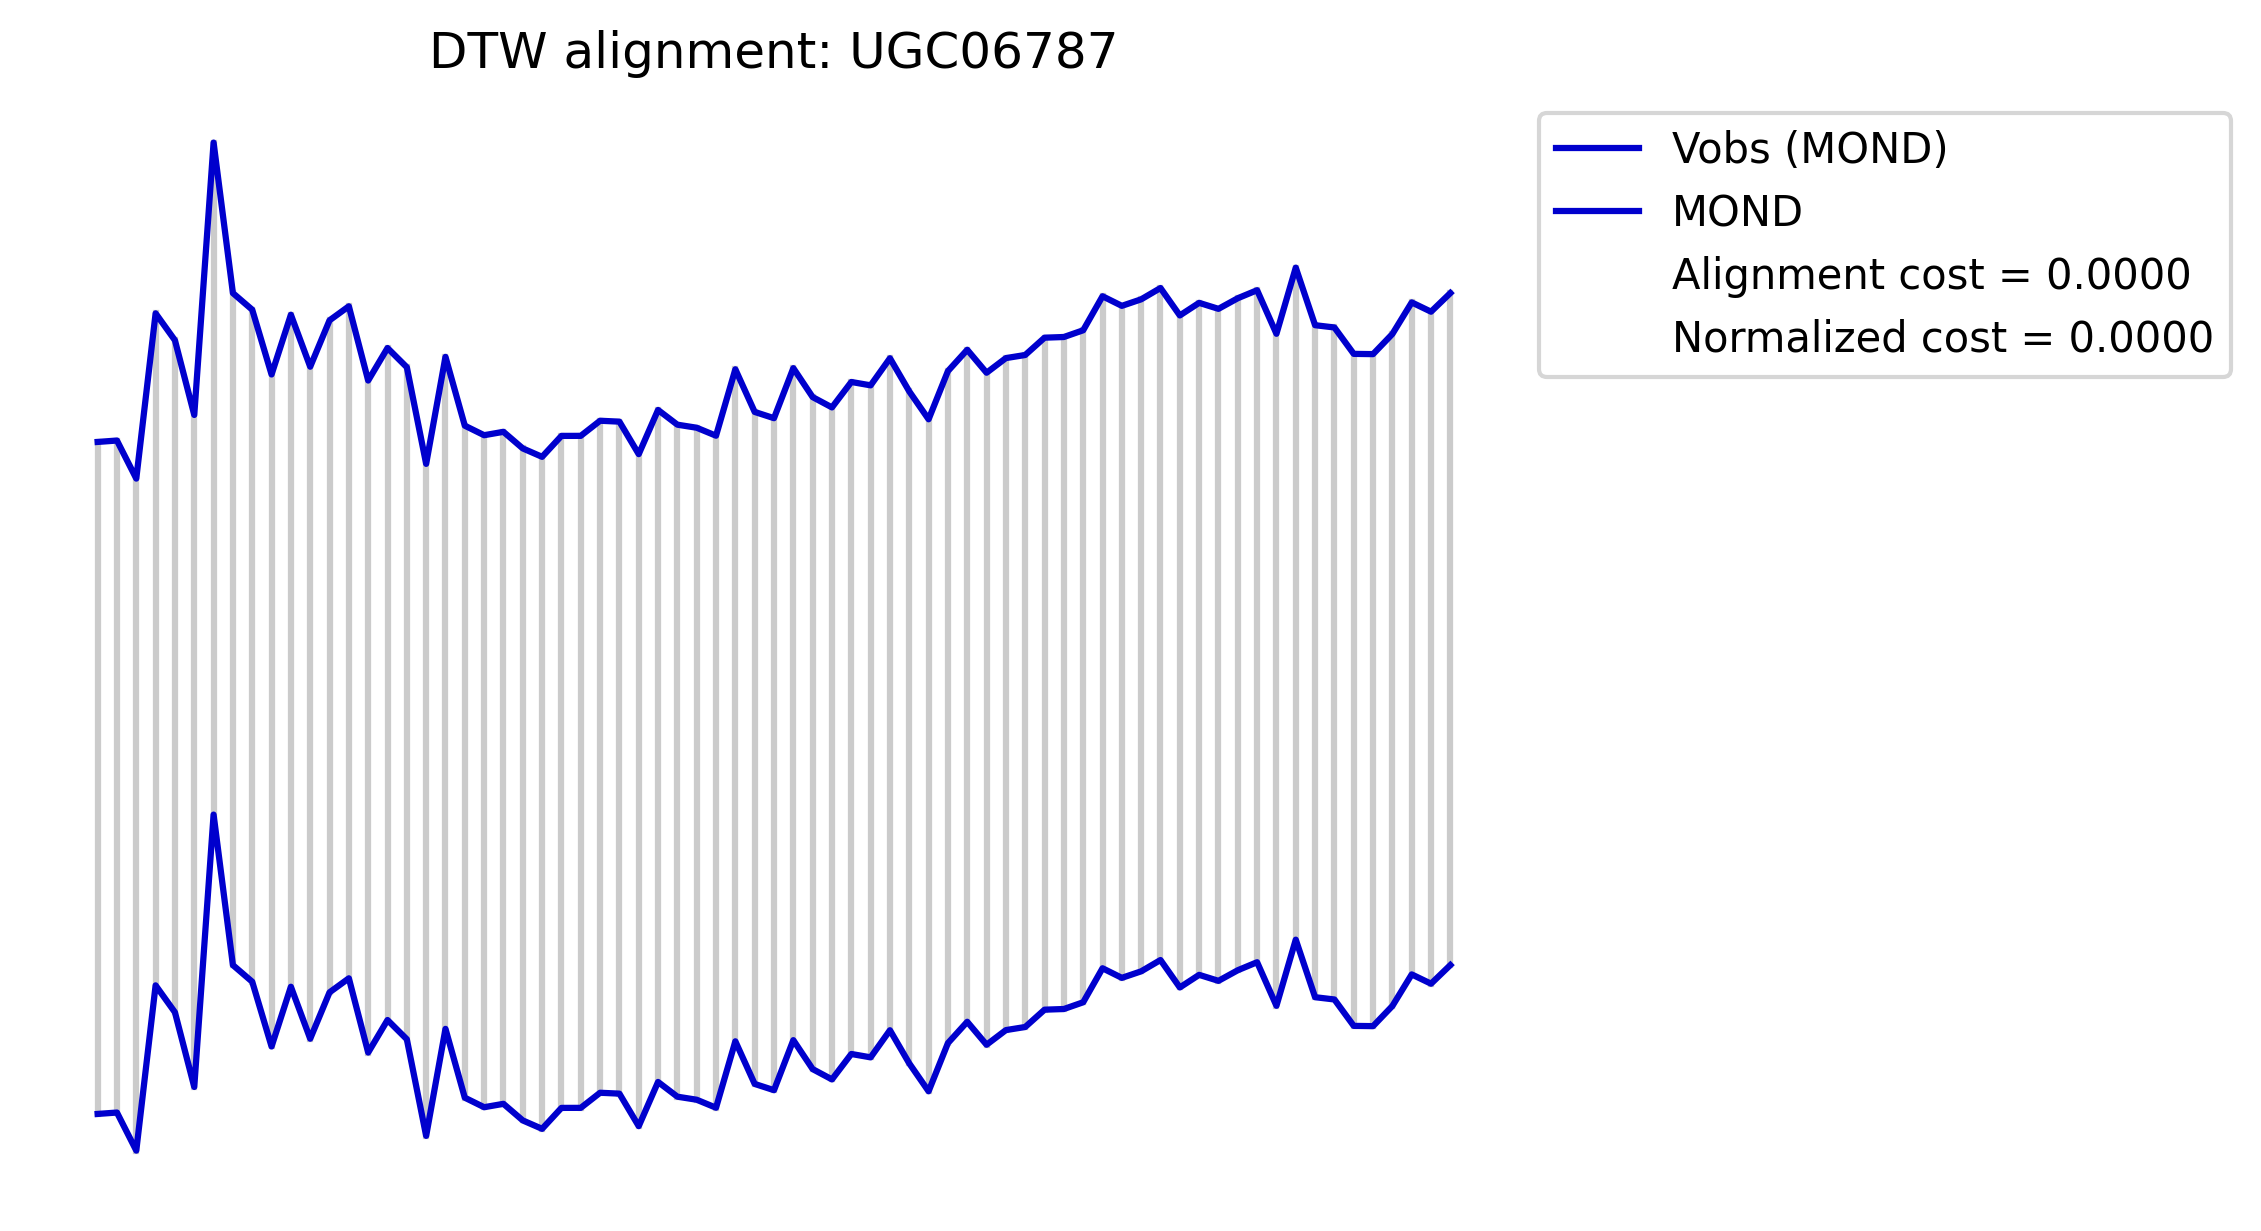 DTW alignment: UGC06787
Vobs (MOND)
MOND
Alignment cost = 0.0000
Normalized cost = 0.0000